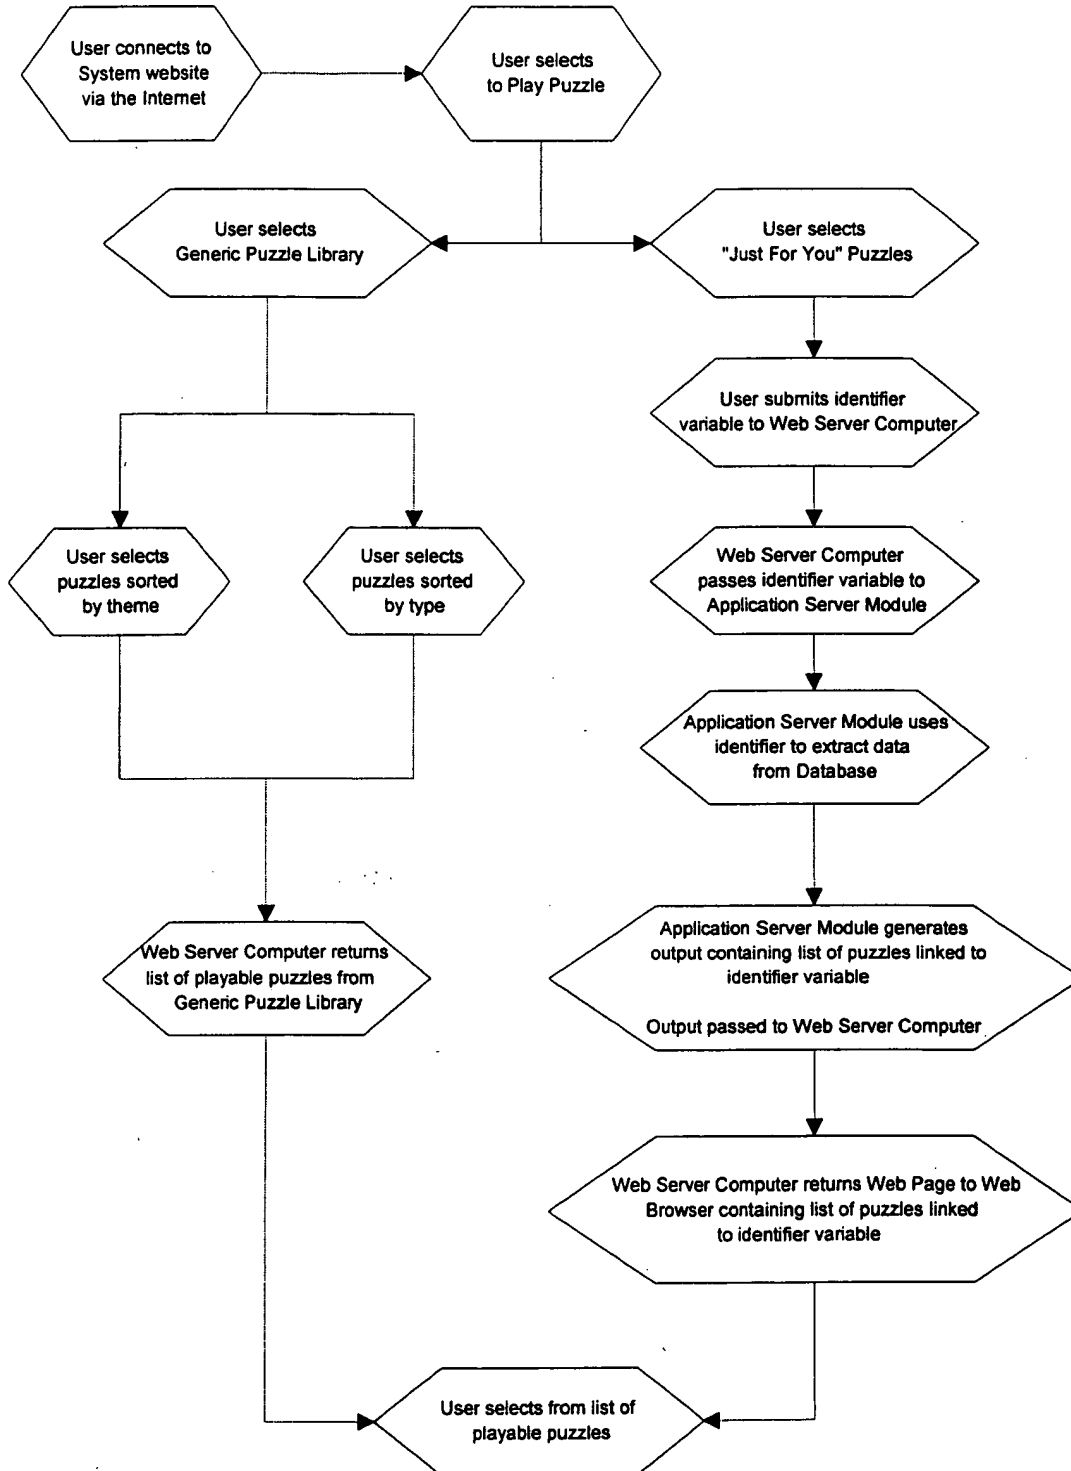 User connects to
System website
via the Internet
User selects
to Play Puzzle
User selects
Generic Puzzle Library
User selects
"Just For You" Puzzles
User submits identifier
variable to Web Server Computer
User selects
puzzles sorted
by theme
User selects
puzzles sorted
by type
Web Server Computer
passes identifier variable to
Application Server Module
Application Server Module uses
identifier to extract data
from Database
Web Server Computer returns
list of playable puzzles from
Generic Puzzle Library
Application Server Module generates
output containing list of puzzles linked to
identifier variable
Output passed to Web Server Computer
Web Server Computer returns Web Page to Web
Browser containing list of puzzles linked
to identifier variable
User selects from list of
playable puzzles